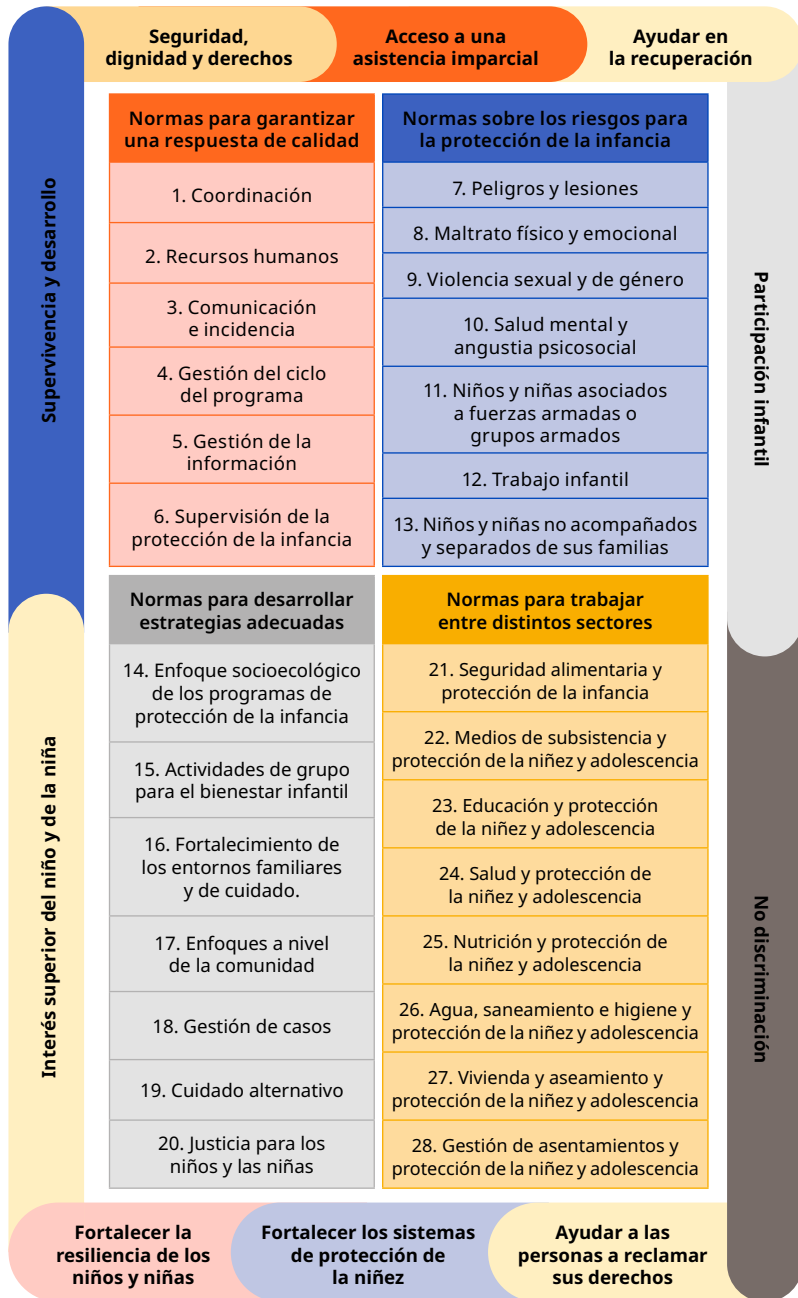 Seguridad,
dignidad y derechos
Acceso a una
asistencia imparcial
Ayudar en
la recuperación
Supervivencia y desarrollo
Interés superior del niño y de la niña
Normas para garantizar
una respuesta de calidad
1. Coordinación
2. Recursos humanos
3. Comunicación
e incidencia
4. Gestión del ciclo
del programa
5. Gestión de la
información
6. Supervisión de la
protección de la infancia
Normas sobre los riesgos para
la protección de la infancia
7. Peligros y lesiones
8. Maltrato físico y emocional
9. Violencia sexual y de género
10. Salud mental y
angustia psicosocial
11. Niños y niñas asociados
a fuerzas armadas o
grupos armados
12. Trabajo infantil
13. Niños y niñas no acompañados
y separados de sus familias
Normas para desarrollar
estrategias adecuadas
14. Enfoque socioecológico
de los programas de
protección de la infancia
15. Actividades de grupo
para el bienestar infantil
16. Fortalecimiento de
los entornos familiares
y de cuidado.
17. Enfoques a nivel
de la comunidad
18. Gestión de casos
19. Cuidado alternativo
20. Justicia para los
niños y las niñas
Normas para trabajar
entre distintos sectores
21. Seguridad alimentaria y
protección de la infancia
22. Medios de subsistencia y
protección de la niñez y adolescencia
23. Educación y protección
de la niñez y adolescencia
24. Salud y protección de
la niñez y adolescencia
25. Nutrición y protección de
la niñez y adolescencia
26. Agua, saneamiento e higiene y
protección de la niñez y adolescencia
27. Vivienda y aseamiento y
protección de la niñez y adolescencia
28. Gestión de asentamientos y
protección de la niñez y adolescencia
Participación infantil
No discriminación
Fortalecer la
resiliencia de los
niños y niñas
Fortalecer los sistemas
de protección de
la niñez
Ayudar a las
personas a reclamar
sus derechos